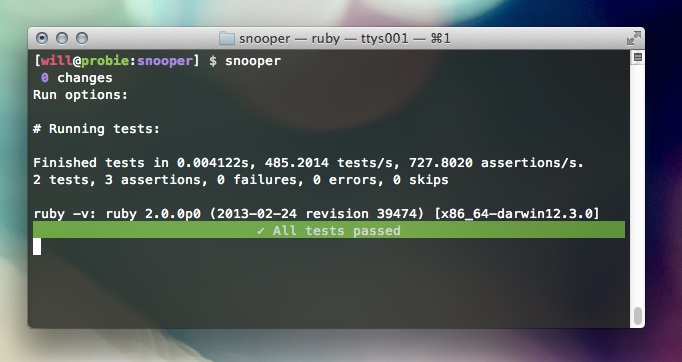 snooper — ruby — ttys001 — ⌘1
[will@probie:snooper] $ snooper
0 changes
Run options:
# Running tests:
Finished tests in 0.004122s, 485.2014 tests/s, 727.8020 assertions/s.
2 tests, 3 assertions, 0 failures, 0 errors, 0 skips
ruby -v: ruby 2.0.0p0 (2013-02-24 revision 39474) [x86_64-darwin12.3.0]
✓ All tests passed